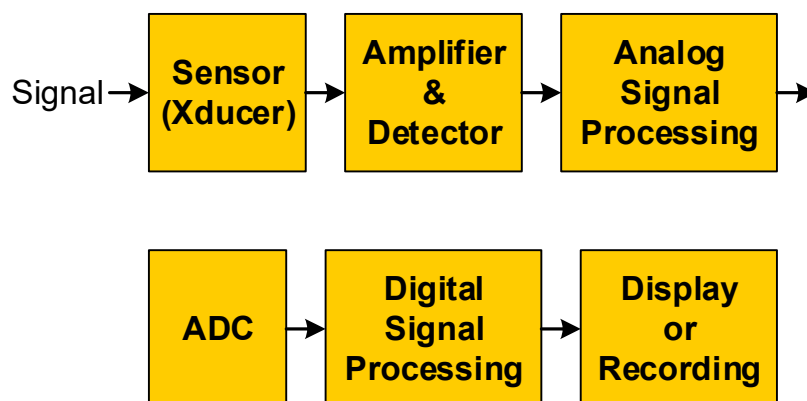 Signal
Sensor
(Xducer)
Amplifier
&
Detector
Analog
Signal
Processing
ADC
Digital
Signal
Processing
Display
or
Recording